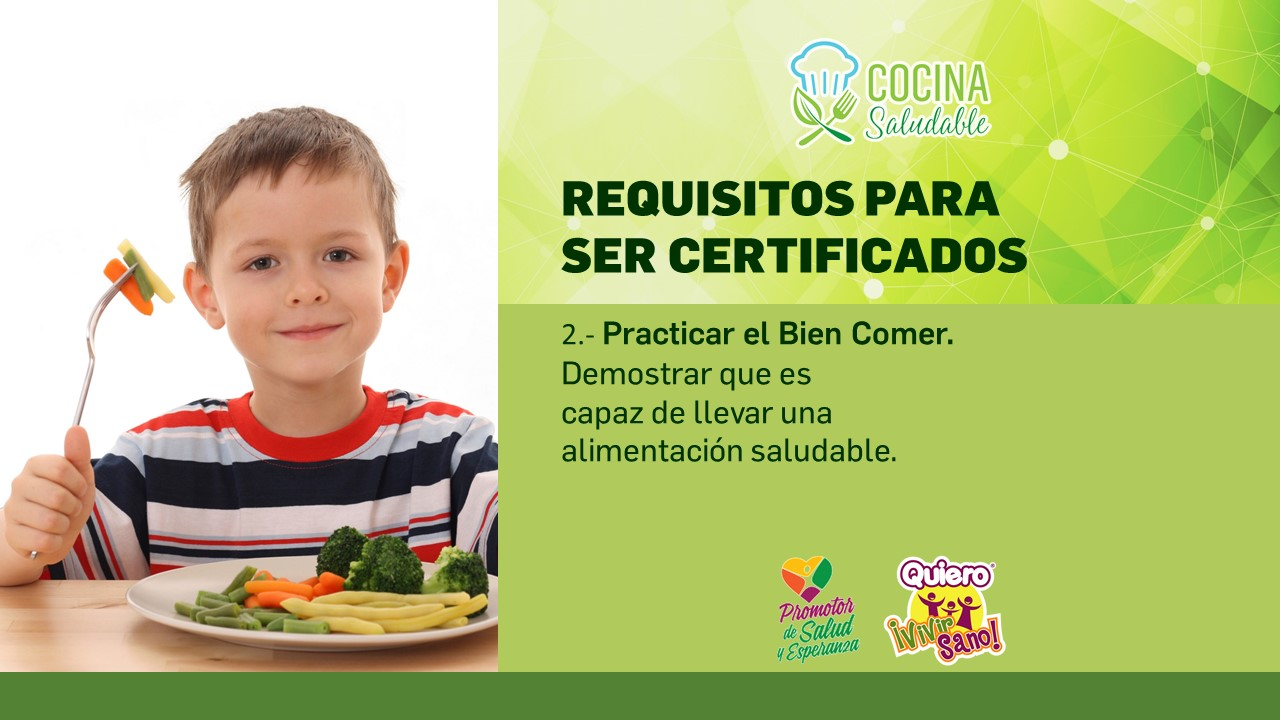 COCINA
Saludable
REQUISITOS PARA
SER CERTIFICADOS
2.- Practicar el Bien Comer.
Demostrar que es
capaz de llevar una
alimentación saludable.
Promotor
de Salud
y Esperanza
Quiero
¡Vivir
Sano!